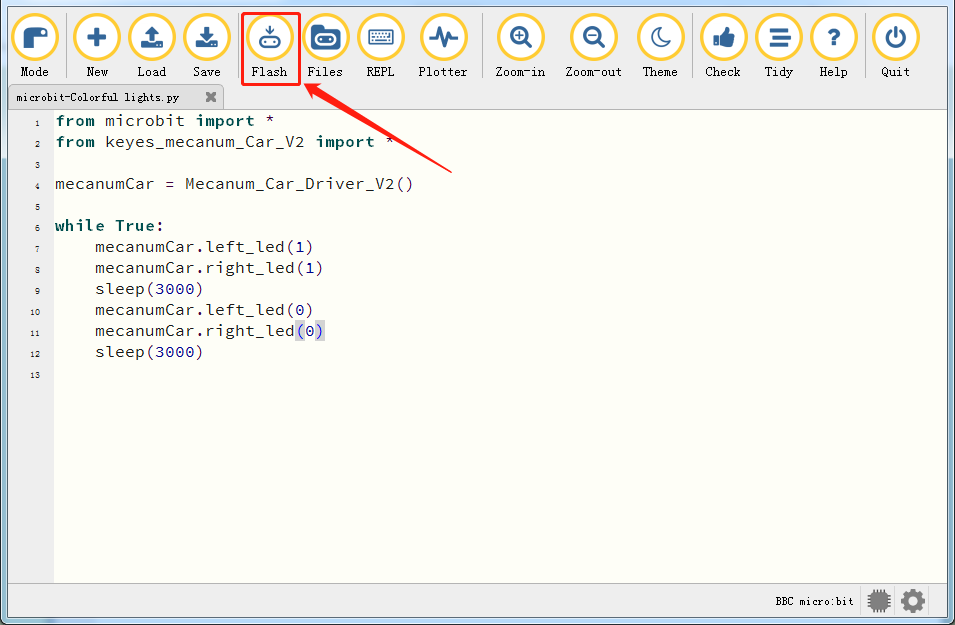 Mode New Load Save Flash Files REPL Plotter Zoom-in Zoom-out Theme Check Tidy ? Help Quit
microbit-Colorful lights.py
1 from microbit import *
2 from keyes_mecanum_Car_V2 import *
3
4 mecanumCar = Mecanum_Car_Driver_V2()
5
6 while True:
7     mecanumCar.left_led(1)
8     mecanumCar.right_led(1)
9     sleep(3000)
10     mecanumCar.left_led(0)
11     mecanumCar.right_led(0)
12     sleep(3000)
13
BBC micro:bit